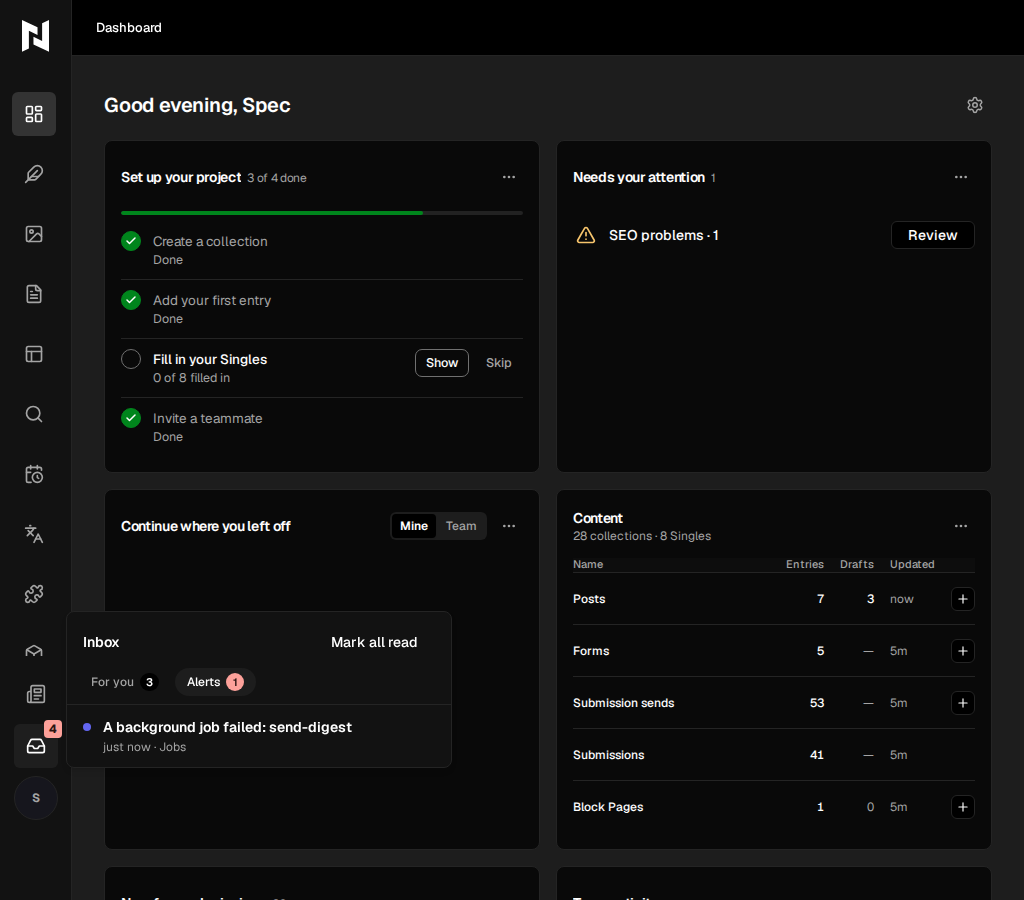 Dashboard
Good evening, Spec
Set up your project 3 of 4 done
Create a collection
Done
Add your first entry
Done
Fill in your Singles
0 of 8 filled in
Show
Skip
Invite a teammate
Done
Needs your attention 1
SEO problems · 1
Review
Continue where you left off
Mine
Team
Content
28 collections · 8 Singles
Name Entries Drafts Updated
Posts 7 3 now
Forms 5 — 5m
Submission sends 53 — 5m
Submissions 41 — 5m
Block Pages 1 0 5m
Inbox
Mark all read
For you 3
Alerts 1
A background job failed: send-digest
just now · Jobs
4
S